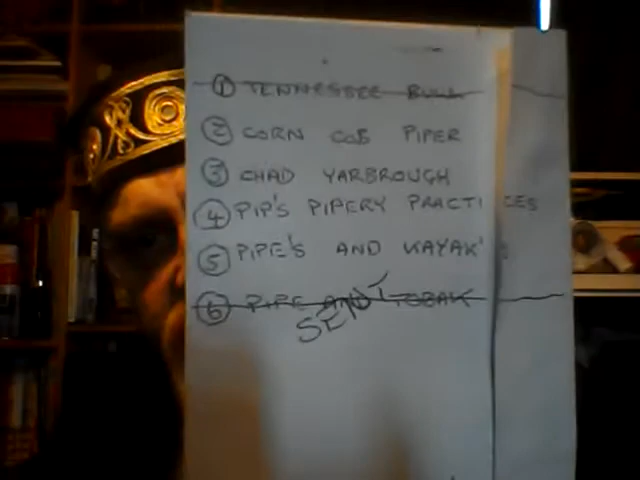 ① TENNESSEE BULL
② CORN COB PIPER
③ CHAD YARBROUGH
④ PIP'S PIPERY PRACTICES
⑤ PIPE'S AND KAYAK'S
⑥ PIPE AND TOBAK
SENT